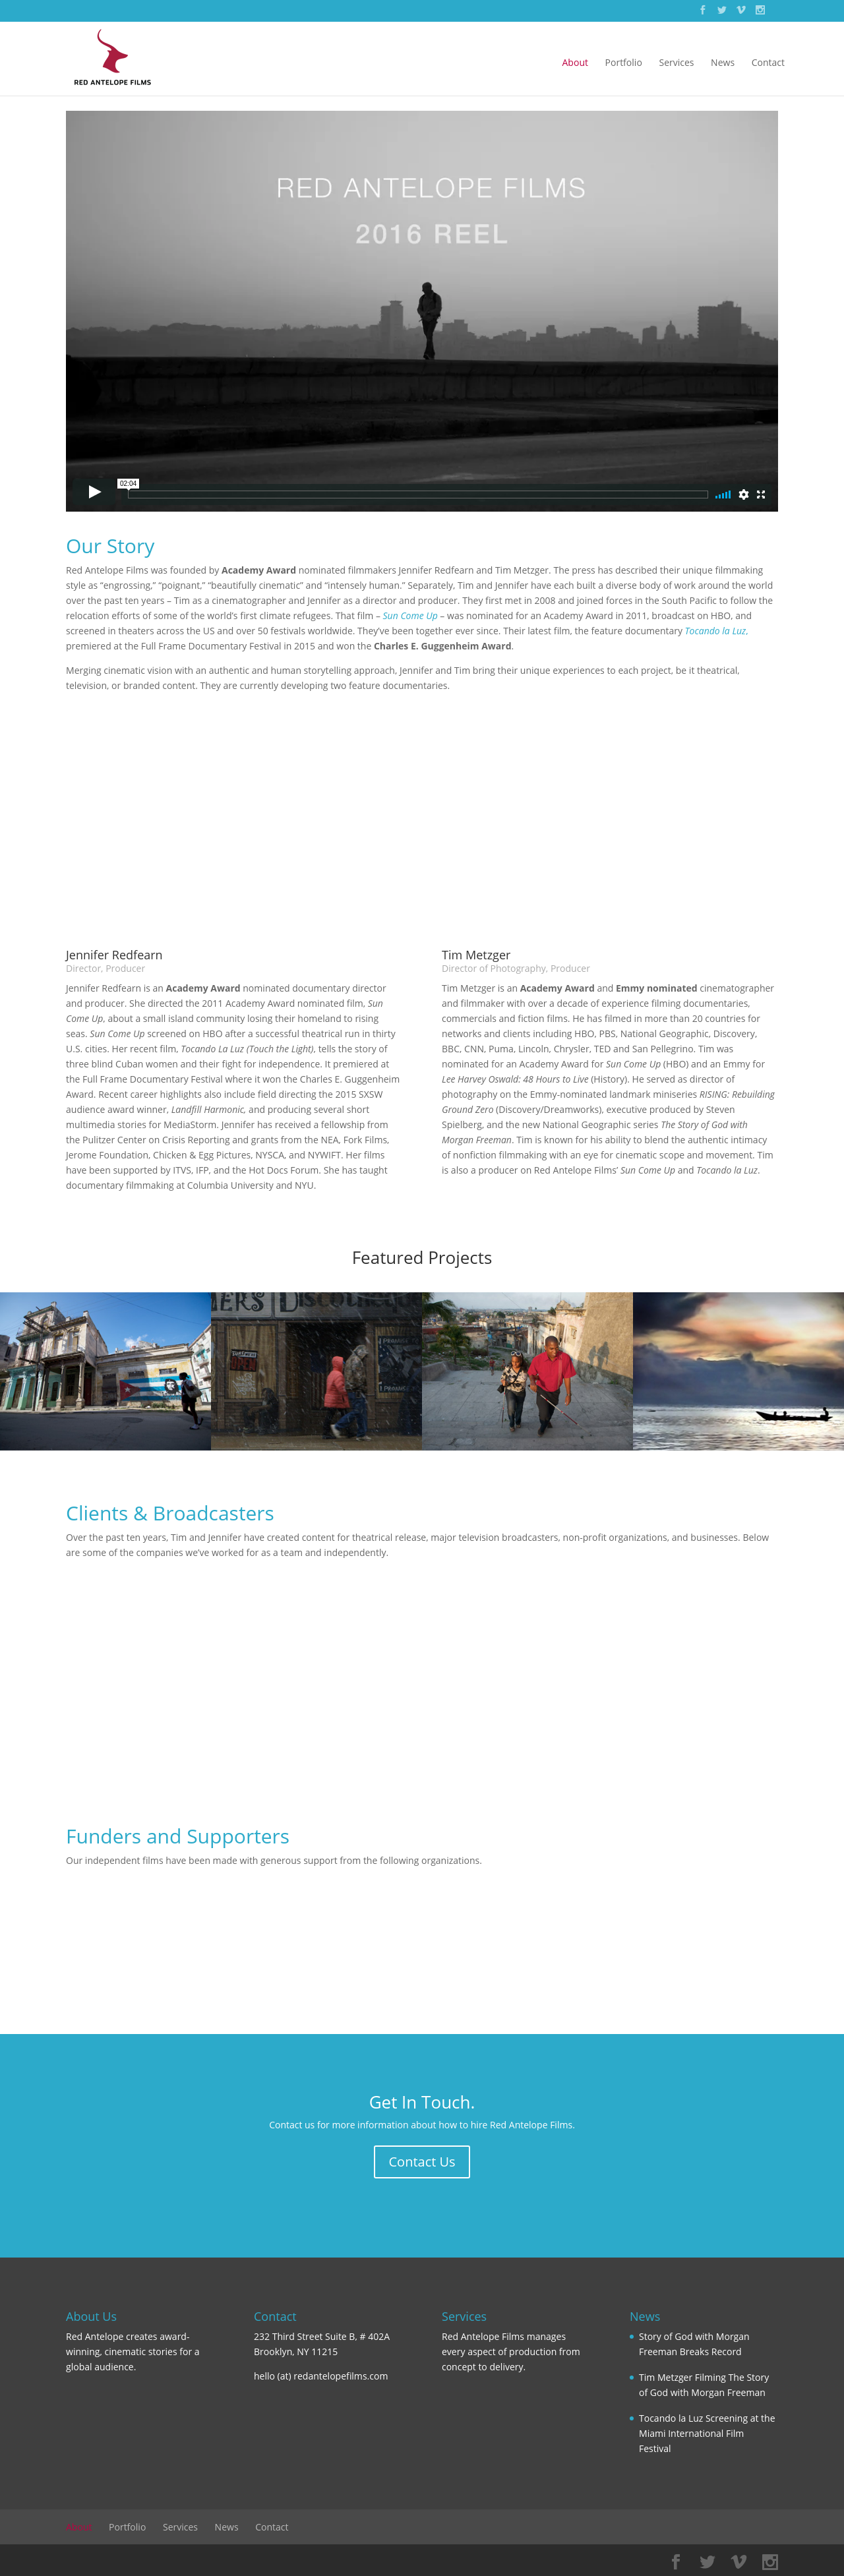 RED ANTELOPE FILMS
About Portfolio Services News Contact
RED ANTELOPE FILMS
2016 REEL
02:04
Our Story
Red Antelope Films was founded by Academy Award nominated filmmakers Jennifer Redfearn and Tim Metzger. The press has described their unique filmmaking
style as “engrossing,” “poignant,” “beautifully cinematic” and “intensely human.” Separately, Tim and Jennifer have each built a diverse body of work around the world
over the past ten years – Tim as a cinematographer and Jennifer as a director and producer. They first met in 2008 and joined forces in the South Pacific to follow the
relocation efforts of some of the world’s first climate refugees. That film – Sun Come Up – was nominated for an Academy Award in 2011, broadcast on HBO, and
screened in theaters across the US and over 50 festivals worldwide. They’ve been together ever since. Their latest film, the feature documentary Tocando la Luz,
premiered at the Full Frame Documentary Festival in 2015 and won the Charles E. Guggenheim Award.
Merging cinematic vision with an authentic and human storytelling approach, Jennifer and Tim bring their unique experiences to each project, be it theatrical,
television, or branded content. They are currently developing two feature documentaries.
Jennifer Redfearn
Director, Producer
Jennifer Redfearn is an Academy Award nominated documentary director
and producer. She directed the 2011 Academy Award nominated film, Sun
Come Up, about a small island community losing their homeland to rising
seas. Sun Come Up screened on HBO after a successful theatrical run in thirty
U.S. cities. Her recent film, Tocando La Luz (Touch the Light), tells the story of
three blind Cuban women and their fight for independence. It premiered at
the Full Frame Documentary Festival where it won the Charles E. Guggenheim
Award. Recent career highlights also include field directing the 2015 SXSW
audience award winner, Landfill Harmonic, and producing several short
multimedia stories for MediaStorm. Jennifer has received a fellowship from
the Pulitzer Center on Crisis Reporting and grants from the NEA, Fork Films,
Jerome Foundation, Chicken & Egg Pictures, NYSCA, and NYWIFT. Her films
have been supported by ITVS, IFP, and the Hot Docs Forum. She has taught
documentary filmmaking at Columbia University and NYU.
Tim Metzger
Director of Photography, Producer
Tim Metzger is an Academy Award and Emmy nominated cinematographer
and filmmaker with over a decade of experience filming documentaries,
commercials and fiction films. He has filmed in more than 20 countries for
networks and clients including HBO, PBS, National Geographic, Discovery,
BBC, CNN, Puma, Lincoln, Chrysler, TED and San Pellegrino. Tim was
nominated for an Academy Award for Sun Come Up (HBO) and an Emmy for
Lee Harvey Oswald: 48 Hours to Live (History). He served as director of
photography on the Emmy-nominated landmark miniseries RISING: Rebuilding
Ground Zero (Discovery/Dreamworks), executive produced by Steven
Spielberg, and the new National Geographic series The Story of God with
Morgan Freeman. Tim is known for his ability to blend the authentic intimacy
of nonfiction filmmaking with an eye for cinematic scope and movement. Tim
is also a producer on Red Antelope Films’ Sun Come Up and Tocando la Luz.
Featured Projects
Clients & Broadcasters
Over the past ten years, Tim and Jennifer have created content for theatrical release, major television broadcasters, non-profit organizations, and businesses. Below
are some of the companies we’ve worked for as a team and independently.
Funders and Supporters
Our independent films have been made with generous support from the following organizations.
Get In Touch.
Contact us for more information about how to hire Red Antelope Films.
Contact Us
About Us
Red Antelope creates award-
winning, cinematic stories for a
global audience.
Contact
232 Third Street Suite B, # 402A
Brooklyn, NY 11215
hello (at) redantelopefilms.com
Services
Red Antelope Films manages
every aspect of production from
concept to delivery.
News
Story of God with Morgan
Freeman Breaks Record
Tim Metzger Filming The Story
of God with Morgan Freeman
Tocando la Luz Screening at the
Miami International Film
Festival
About Portfolio Services News Contact